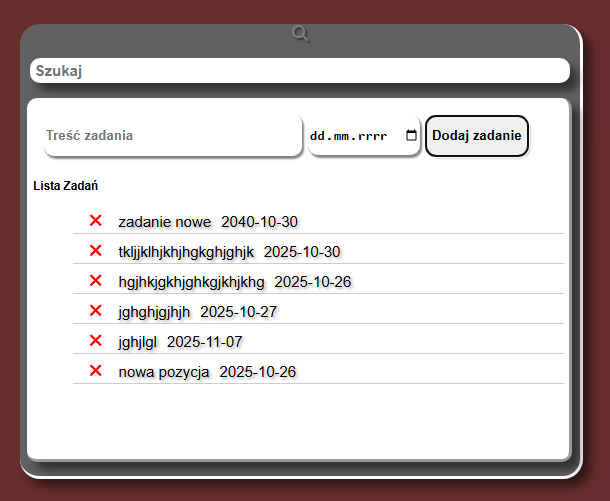 Szukaj
Treść zadania dd.mm.rrrr Dodaj zadanie
Lista Zadań
zadanie nowe 2040-10-30
tkljjklhjkhjhgkghjghjk 2025-10-30
hgjhkjgkhjghkgjkhjkhg 2025-10-26
jghghjgjhjh 2025-10-27
jghjlgl 2025-11-07
nowa pozycja 2025-10-26